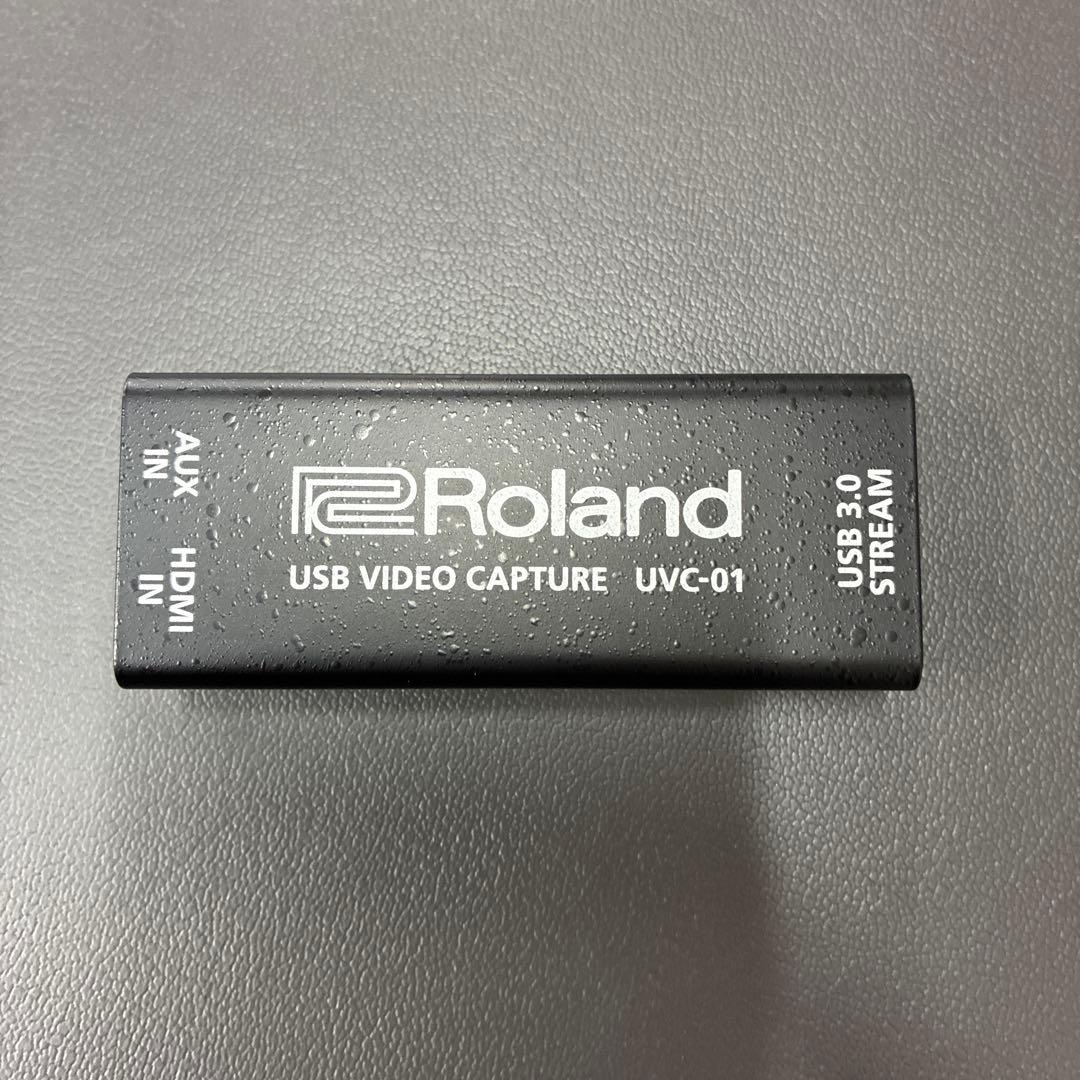 AUX
IN
HDMI
IN
Roland
USB VIDEO CAPTURE UVC-01
USB 3.0
STREAM